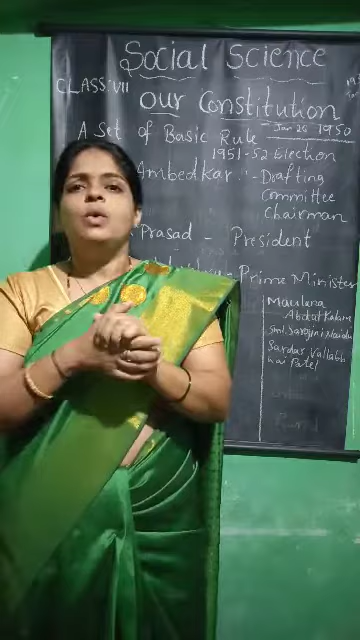 Social Science
CLASS: VII
our Constitution
A Set of Basic Rule - Jan 26 1950
1951-52 Election
Ambedkar :- Drafting
Committee
Chairman
Prasad - President
- Prime Minister
Maulana
Abdul Kalam
Smt. Sarojini Naidu
Sardar Vallabh
bai Patel